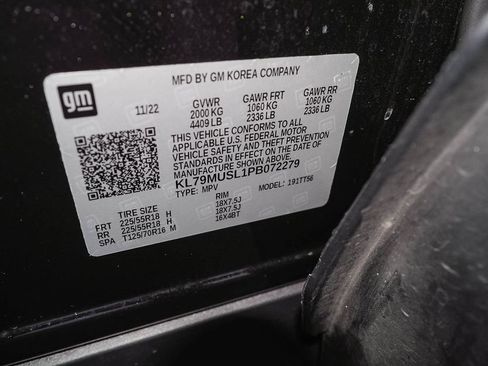 gm
MFD BY GM KOREA COMPANY
11/22 GVWR GAWR FRT GAWR RR
2000 KG 1060 KG 1060 KG
4409 LB 2336 LB 2336 LB
THIS VEHICLE CONFORMS TO ALL
APPLICABLE U.S. FEDERAL MOTOR
VEHICLE SAFETY AND THEFT
STANDARDS IN EFFECT ON THE DATE
OF MANUFACTURE SHOWN ABOVE.
KL79MUSL1PB072279
TYPE: MPV MODEL: 191TT56
TIRE SIZE RIM
FRT 225/55R18 H 18X7.5J
RR 225/55R18 H 18X7.5J
SPA T125/70R16 M 16X4BT